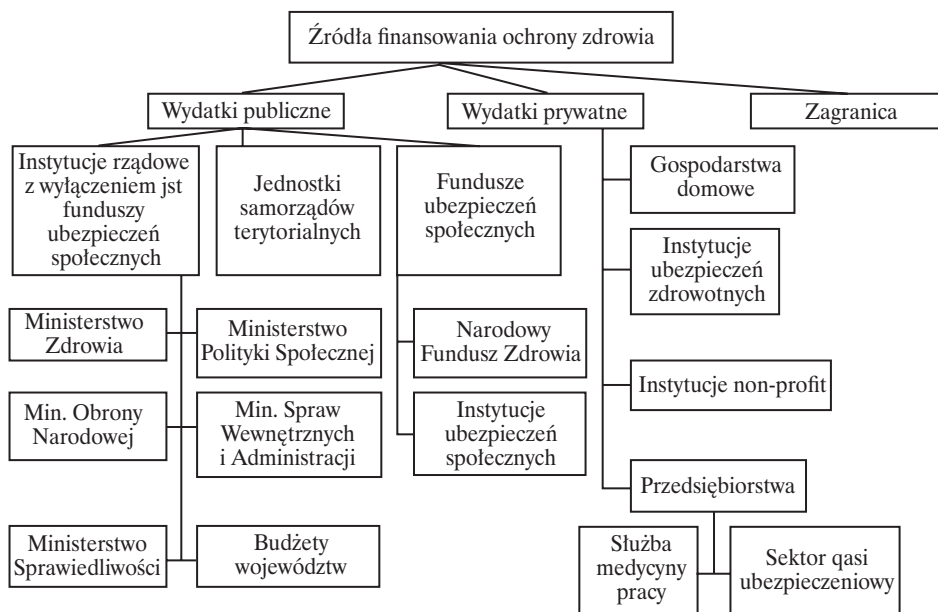 Źródła finansowania ochrony zdrowia
Wydatki publiczne
Wydatki prywatne
Zagranica
Instytucje rządowe
z wyłączeniem jst
funduszy
ubezpieczeń
społecznych
Jednostki
samorządów
terytorialnych
Fundusze
ubezpieczeń
społecznych
Gospodarstwa
domowe
Instytucje
ubezpieczeń
zdrowotnych
Ministerstwo
Zdrowia
Ministerstwo
Polityki Społecznej
Narodowy
Fundusz Zdrowia
Instytucje non-profit
Min. Obrony
Narodowej
Min. Spraw
Wewnętrznych
i Administracji
Instytucje
ubezpieczeń
społecznych
Przedsiębiorstwa
Ministerstwo
Sprawiedliwości
Budżety
województw
Służba
medycyny
pracy
Sektor qasi
ubezpieczeniowy